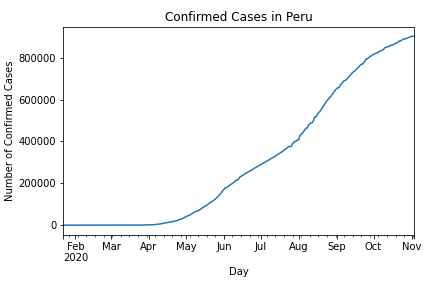 Confirmed Cases in Peru
Number of Confirmed Cases
800000
600000
400000
200000
0
Feb Mar Apr May Jun Jul Aug Sep Oct Nov
2020
Day